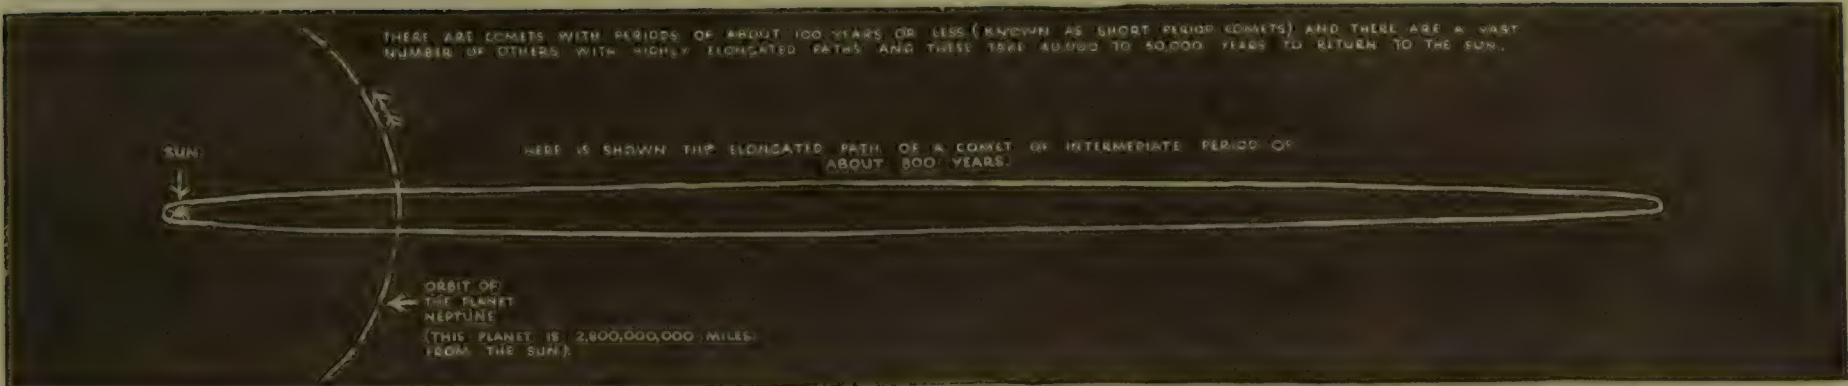 THERE ARE COMETS WITH PERIODS OF ABOUT 100 YEARS OR LESS (KNOWN AS SHORT PERIOD COMETS) AND THERE ARE A VAST
NUMBER OF OTHERS WITH HIGHLY ELONGATED PATHS AND THESE TAKE 40,000 TO 50,000 YEARS TO RETURN TO THE SUN.
SUN
HERE IS SHOWN THE ELONGATED PATH OF A COMET OF INTERMEDIATE PERIOD OF
ABOUT 800 YEARS.
ORBIT OF
THE PLANET
NEPTUNE
(THIS PLANET IS 2,800,000,000 MILES
FROM THE SUN).